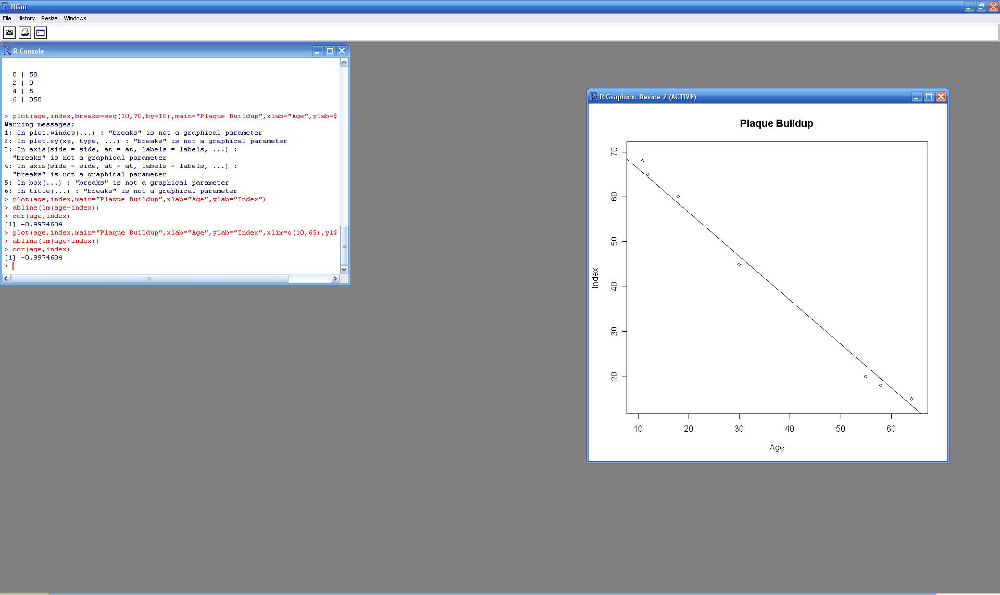 RGui
File History Resize Windows
R Console
0 | 58
2 | 0
4 | 5
6 | 058
> plot(age,index,breaks=seq(10,70,by=10),main="Plaque Buildup",xlab="Age",ylab=$
Warning messages:
1: In plot.window(...) : "breaks" is not a graphical parameter
2: In plot.xy(xy, type, ...) : "breaks" is not a graphical parameter
3: In axis(side = side, at = at, labels = labels, ...) :
"breaks" is not a graphical parameter
4: In axis(side = side, at = at, labels = labels, ...) :
"breaks" is not a graphical parameter
5: In box(...) : "breaks" is not a graphical parameter
6: In title(...) : "breaks" is not a graphical parameter
> plot(age,index,main="Plaque Buildup",xlab="Age",ylab="Index")
> abline(lm(age~index))
> cor(age,index)
[1] -0.9974604
> plot(age,index,main="Plaque Buildup",xlab="Age",ylab="Index",xlim=c(10,65),yl$
> abline(lm(age~index))
> cor(age,index)
[1] -0.9974604
>
R Graphics: Device 2 (ACTIVE)
Plaque Buildup
70
60
50
40
30
20
Index
10 20 30 40 50 60
Age